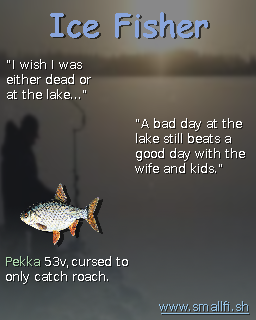 Ice Fisher
"I wish I was
either dead or
at the lake..."
"A bad day at the
lake still beats a
good day with the
wife and kids."
Pekka 53v, cursed to
only catch roach.
www.smallfi.sh